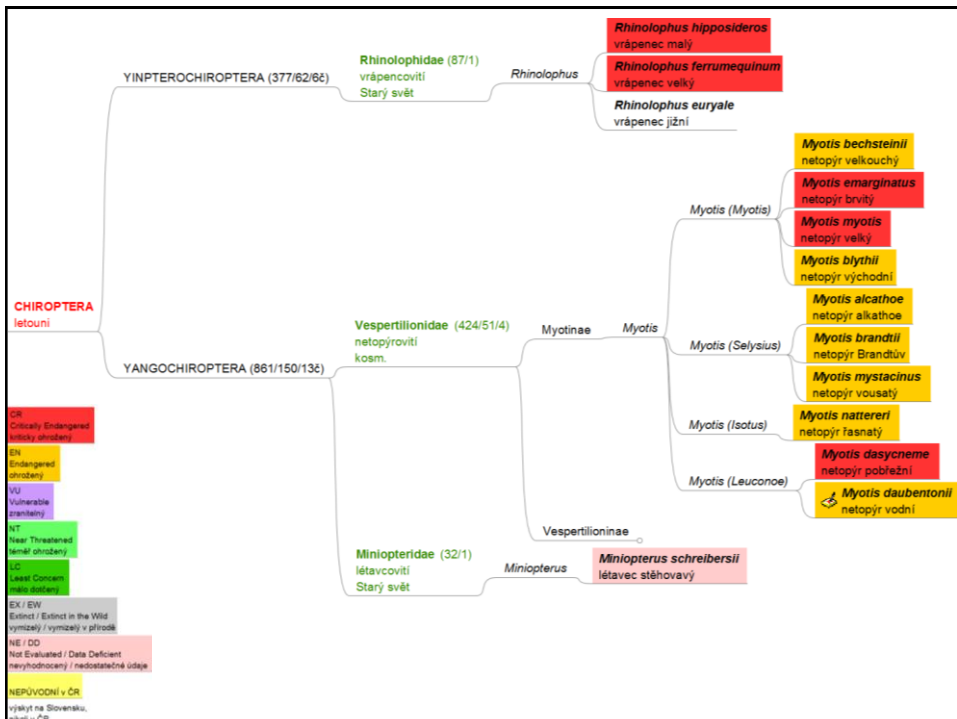 CHIROPTERA
letouni
YINPTEROCHIROPTERA (377/62/6č)
Rhinolophidae (87/1)
vrápencovití
Starý svět
Rhinolophus
Rhinolophus hipposideros
vrápenec malý
Rhinolophus ferrumequinum
vrápenec velký
Rhinolophus euryale
vrápenec jižní
YANGOCHIROPTERA (861/150/13č)
Vespertilionidae (424/51/4)
netopýrovití
kosm.
Myotinae
Myotis
Myotis (Myotis)
Myotis bechsteinii
netopýr velkouchý
Myotis emarginatus
netopýr brvitý
Myotis myotis
netopýr velký
Myotis blythii
netopýr východní
Myotis (Selysius)
Myotis alcathoe
netopýr alkathoe
Myotis brandtii
netopýr Brandtův
Myotis mystacinus
netopýr vousatý
Myotis (Isotus)
Myotis nattereri
netopýr řasnatý
Myotis (Leuconoe)
Myotis dasycneme
netopýr pobřežní
Myotis daubentonii
netopýr vodní
Vespertilioninae
Miniopteridae (32/1)
létavcovití
Starý svět
Miniopterus
Miniopterus schreibersii
létavec stěhovavý
CR
Critically Endangered
kriticky ohrožený
EN
Endangered
ohrožený
VU
Vulnerable
zranitelný
NT
Near Threatened
téměř ohrožený
LC
Least Concern
málo dotčený
EX / EW
Extinct / Extinct in the Wild
vymizelý / vymizelý v přírodě
NE / DD
Not Evaluated / Data Deficient
nevyhodnocený / nedostatečné údaje
NEPŮVODNÍ v ČR
výskyt na Slovensku,